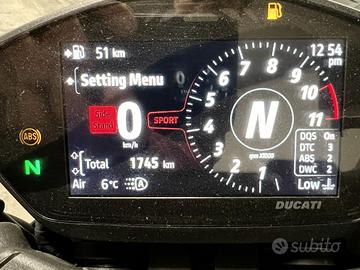 51 km
12 54 pm
Setting Menu
0
Side-Stand
0
km/h
SPORT
N
11
10
9
8
7
6
5
4
3
2
1
rpm X1000
ABS
N
Total 1745 km
Air 6°C A
DQS On
DTC 3
ABS 2
DWC 2
Low
DUCATI
subito